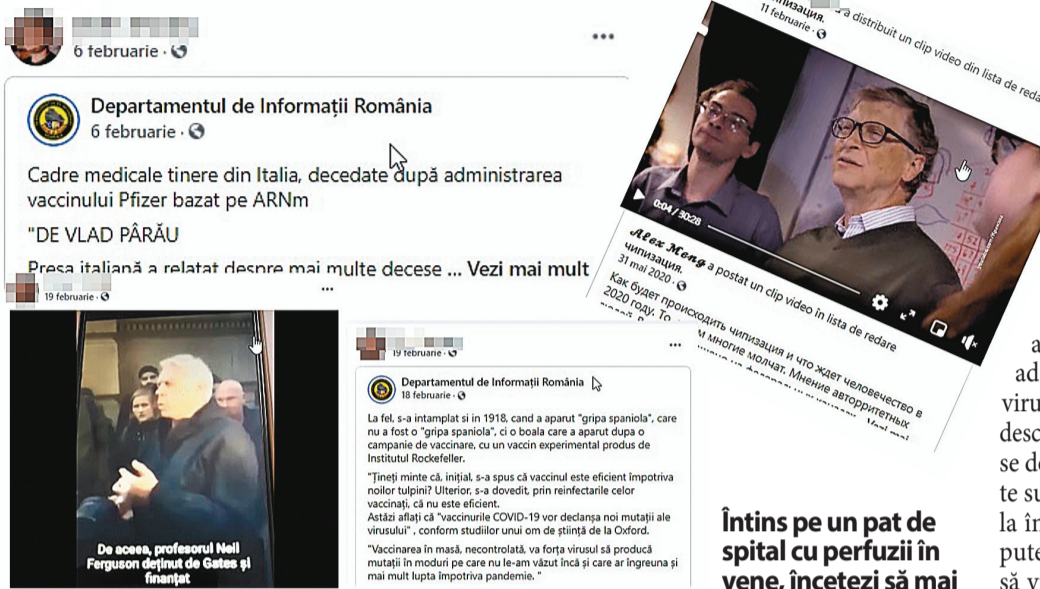 6 februarie
Departamentul de Informații România
6 februarie
Cadre medicale tinere din Italia, decedate după administrarea
vaccinului Pfizer bazat pe ARNm
"DE VLAD PÂRĂU
Presa italiană a relatat despre mai multe decese ... Vezi mai mult
11 februarie
a distribuit un clip video din lista de
0:04 / 30:28
Alex Meng a postat un clip video în lista de redare
чипизация.
31 mai 2020
Как будет происходить чипизация и что ждет человечество в
2020 году.
многие молчат. Мнение авторритетных
19 februarie
De aceea, profesorul Neil
Ferguson deținut de Gates și
finanțat
19 februarie
Departamentul de Informații România
18 februarie
La fel, s-a intamplat si in 1918, cand a aparut "gripa spaniola", care
nu a fost o "gripa spaniola", ci o boala care a aparut dupa o
campanie de vaccinare, cu un vaccin experimental produs de
Institutul Rockefeller.
"Țineți minte că, inițial, s-a spus că vaccinul este eficient împotriva
noilor tulpini? Ulterior, s-a dovedit, prin reinfectarile celor
vaccinați, că nu este eficient.
Astăzi aflați că "vaccinurile COVID-19 vor declanșa noi mutații ale
virusului" , conform studiilor unui om de știință de la Oxford.
"Vaccinarea în masă, necontrolată, va forța virusul să producă
mutații în moduri pe care nu le-am văzut încă și care ar îngreuna și
mai mult lupta împotriva pandemie. "
Întins pe un pat de
spital cu perfuzii în
vene, încetezi să mai